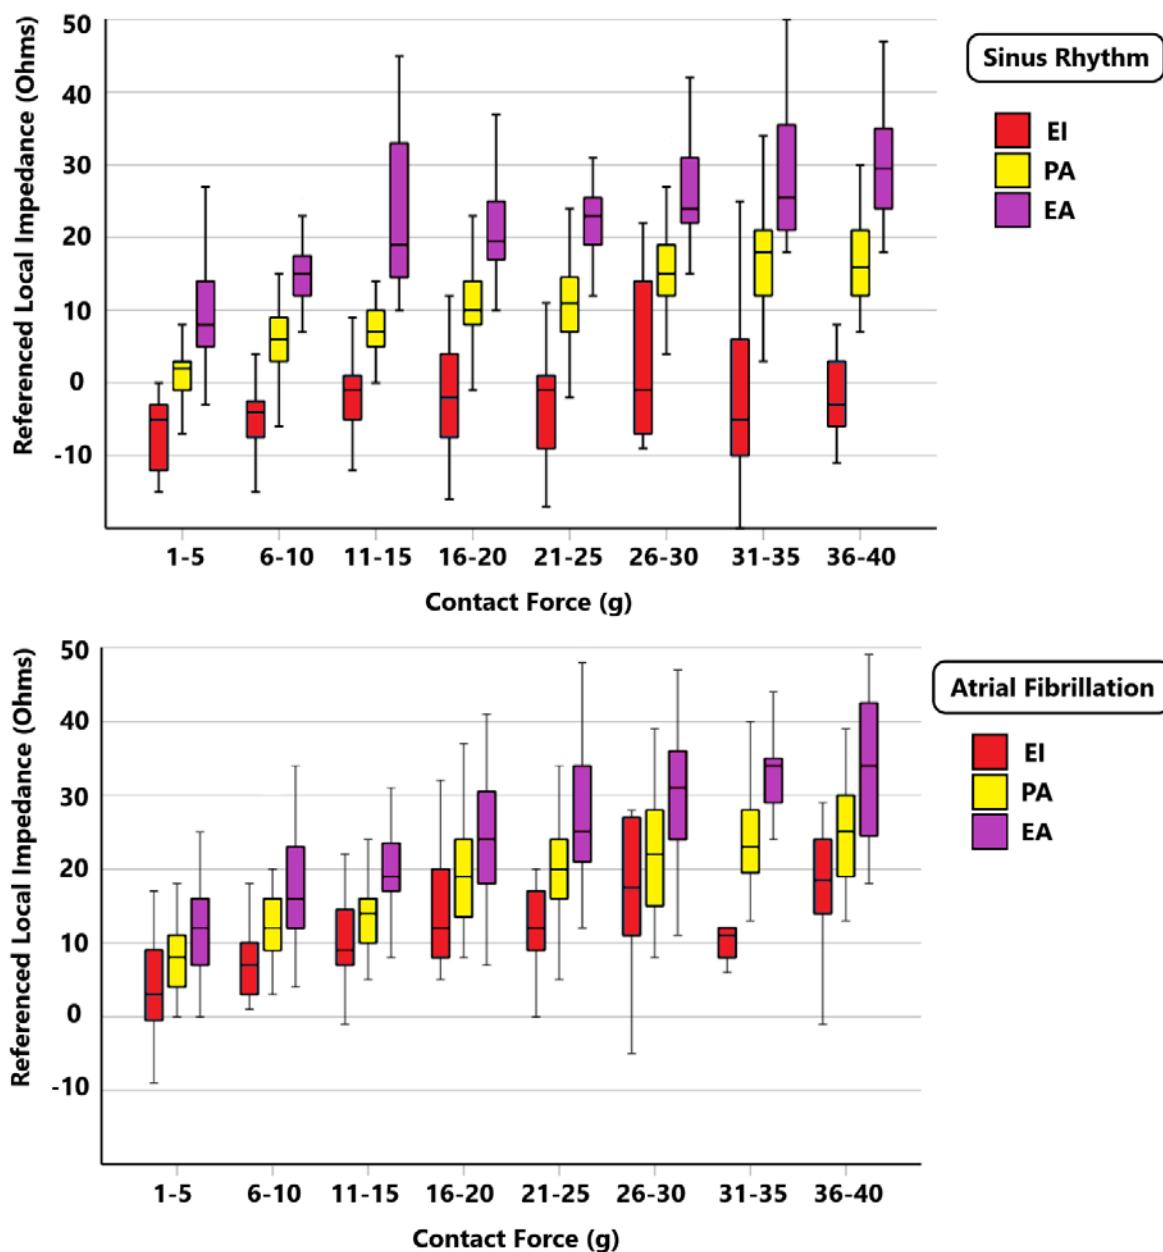 Referenced Local Impedance (Ohms)
50
40
30
20
10
0
-10
1-5 6-10 11-15 16-20 21-25 26-30 31-35 36-40
Contact Force (g)
Sinus Rhythm
EI
PA
EA
Referenced Local Impedance (Ohms)
50
40
30
20
10
0
-10
1-5 6-10 11-15 16-20 21-25 26-30 31-35 36-40
Contact Force (g)
Atrial Fibrillation
EI
PA
EA